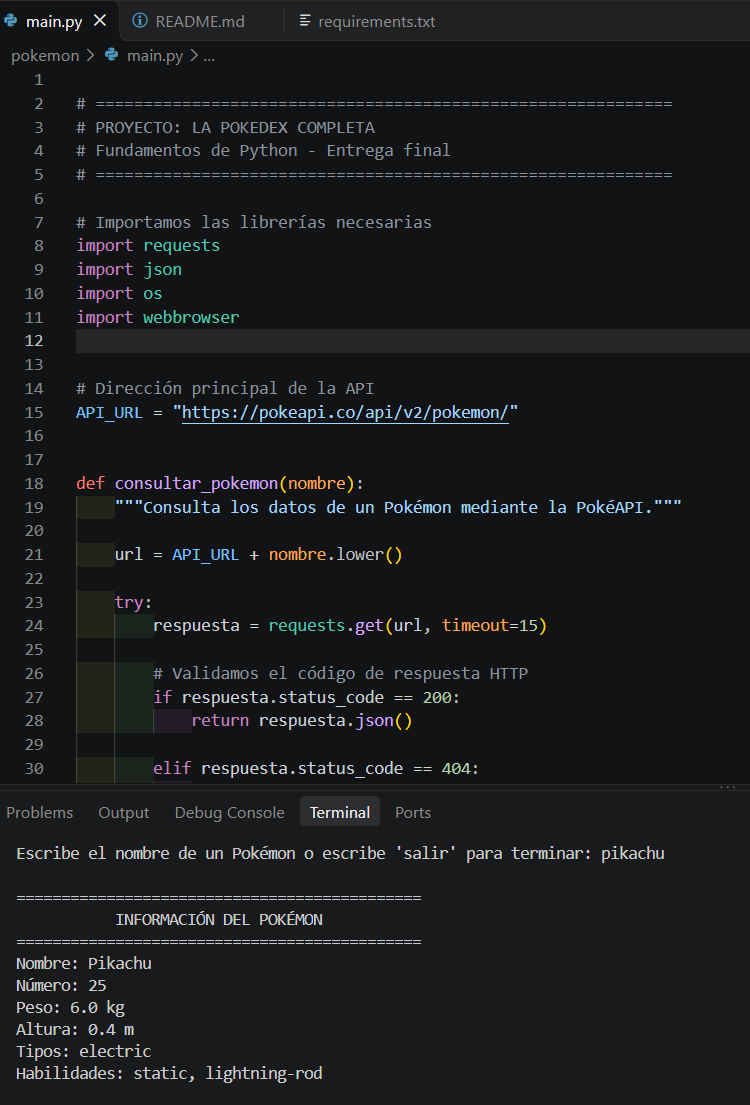 main.py
README.md
requirements.txt
pokemon > main.py > ...
1
2 # ============================================================
3 # PROYECTO: LA POKEDEX COMPLETA
4 # Fundamentos de Python - Entrega final
5 # ============================================================
6
7 # Importamos las librerías necesarias
8 import requests
9 import json
10 import os
11 import webbrowser
12
13
14 # Dirección principal de la API
15 API_URL = "https://pokeapi.co/api/v2/pokemon/"
16
17
18 def consultar_pokemon(nombre):
19     """Consulta los datos de un Pokémon mediante la PokéAPI."""
20
21     url = API_URL + nombre.lower()
22
23     try:
24         respuesta = requests.get(url, timeout=15)
25
26         # Validamos el código de respuesta HTTP
27         if respuesta.status_code == 200:
28             return respuesta.json()
29
30         elif respuesta.status_code == 404:
Problems Output Debug Console Terminal Ports
Escribe el nombre de un Pokémon o escribe 'salir' para terminar: pikachu
=============================================
INFORMACIÓN DEL POKÉMON
=============================================
Nombre: Pikachu
Número: 25
Peso: 6.0 kg
Altura: 0.4 m
Tipos: electric
Habilidades: static, lightning-rod